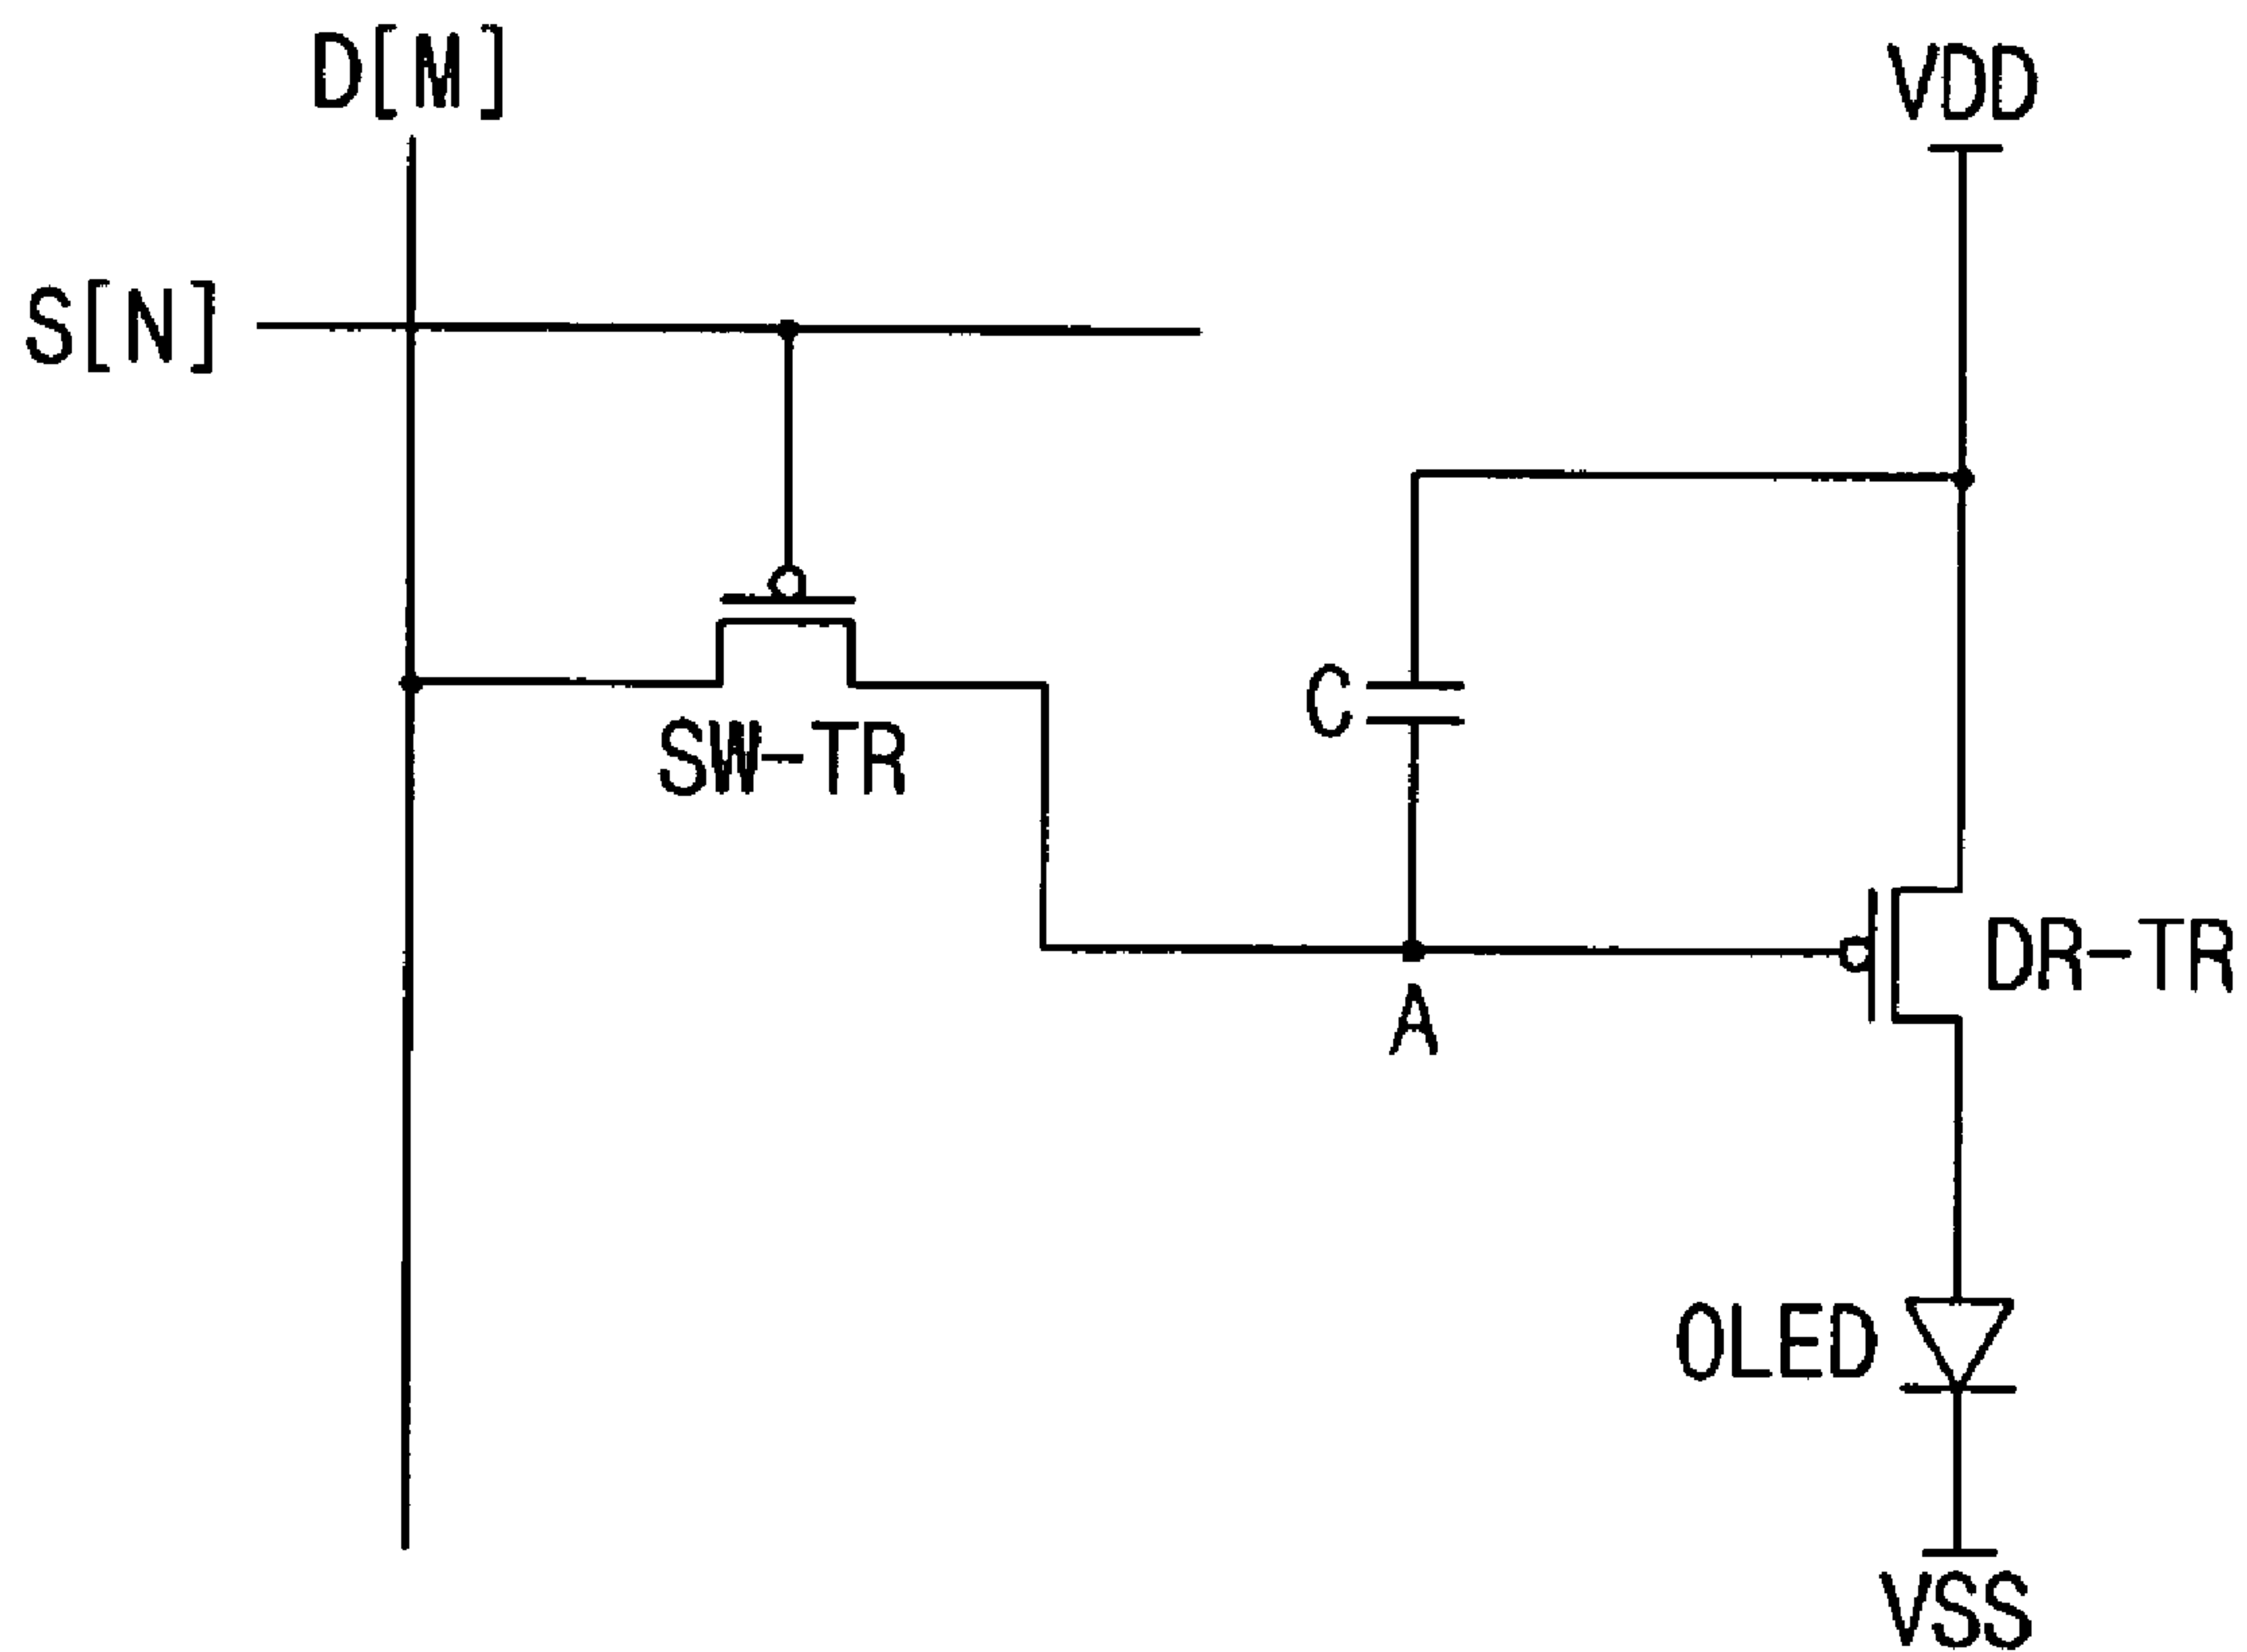 D[M]
VDD
S[N]
C
SW-TR
DR-TR
A
OLED
VSS